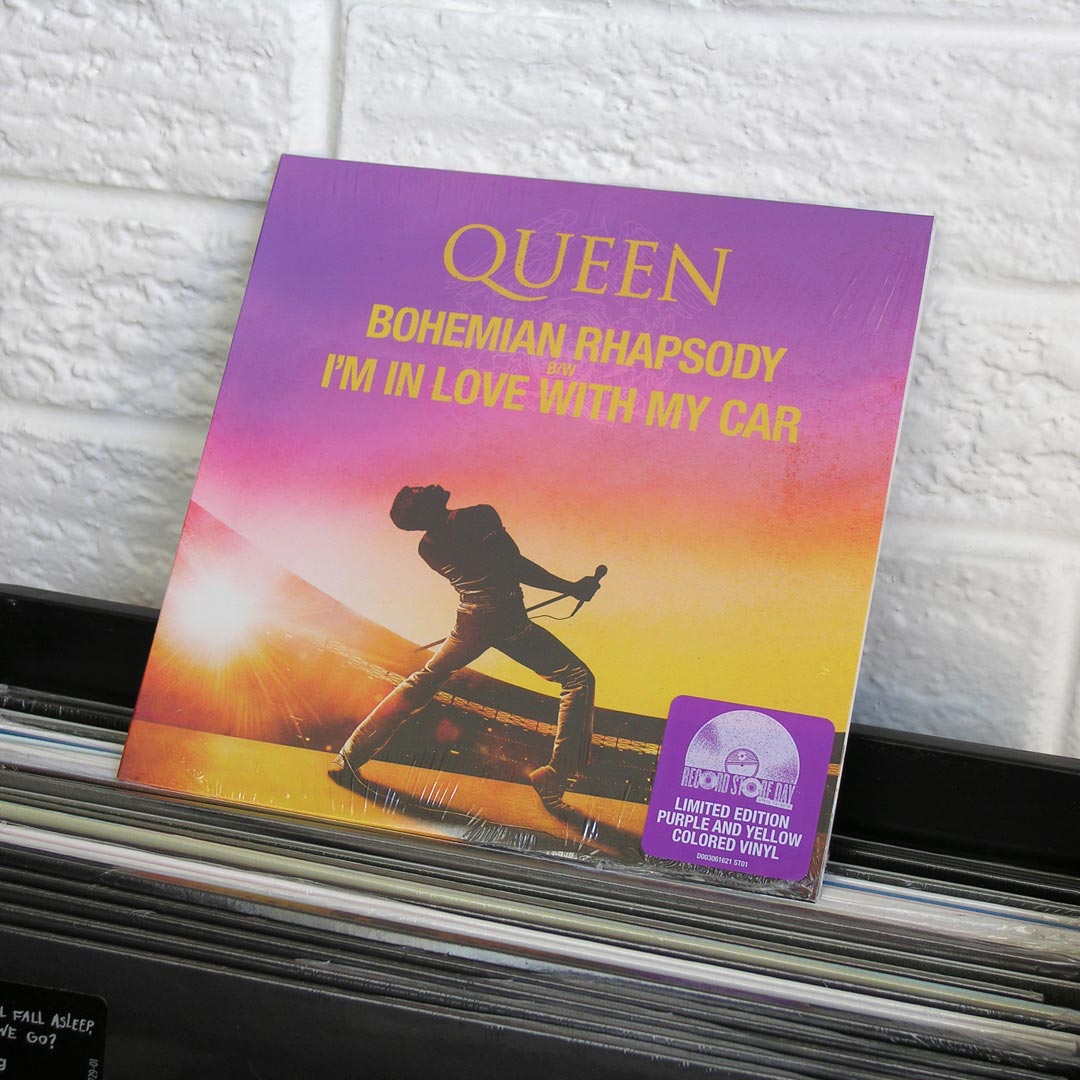 QUEEN
BOHEMIAN RHAPSODY
B/W
I'M IN LOVE WITH MY CAR
RECORD STORE DAY
LIMITED EDITION
PURPLE AND YELLOW
COLORED VINYL
D003061621 ST01
FALL ASLEEP,
WE GO?